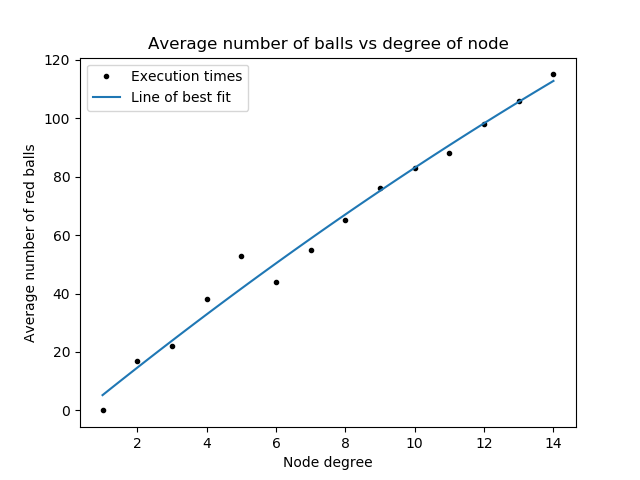 Average number of balls vs degree of node
Execution times
Line of best fit
Average number of red balls
120
100
80
60
40
20
0
2 4 6 8 10 12 14
Node degree